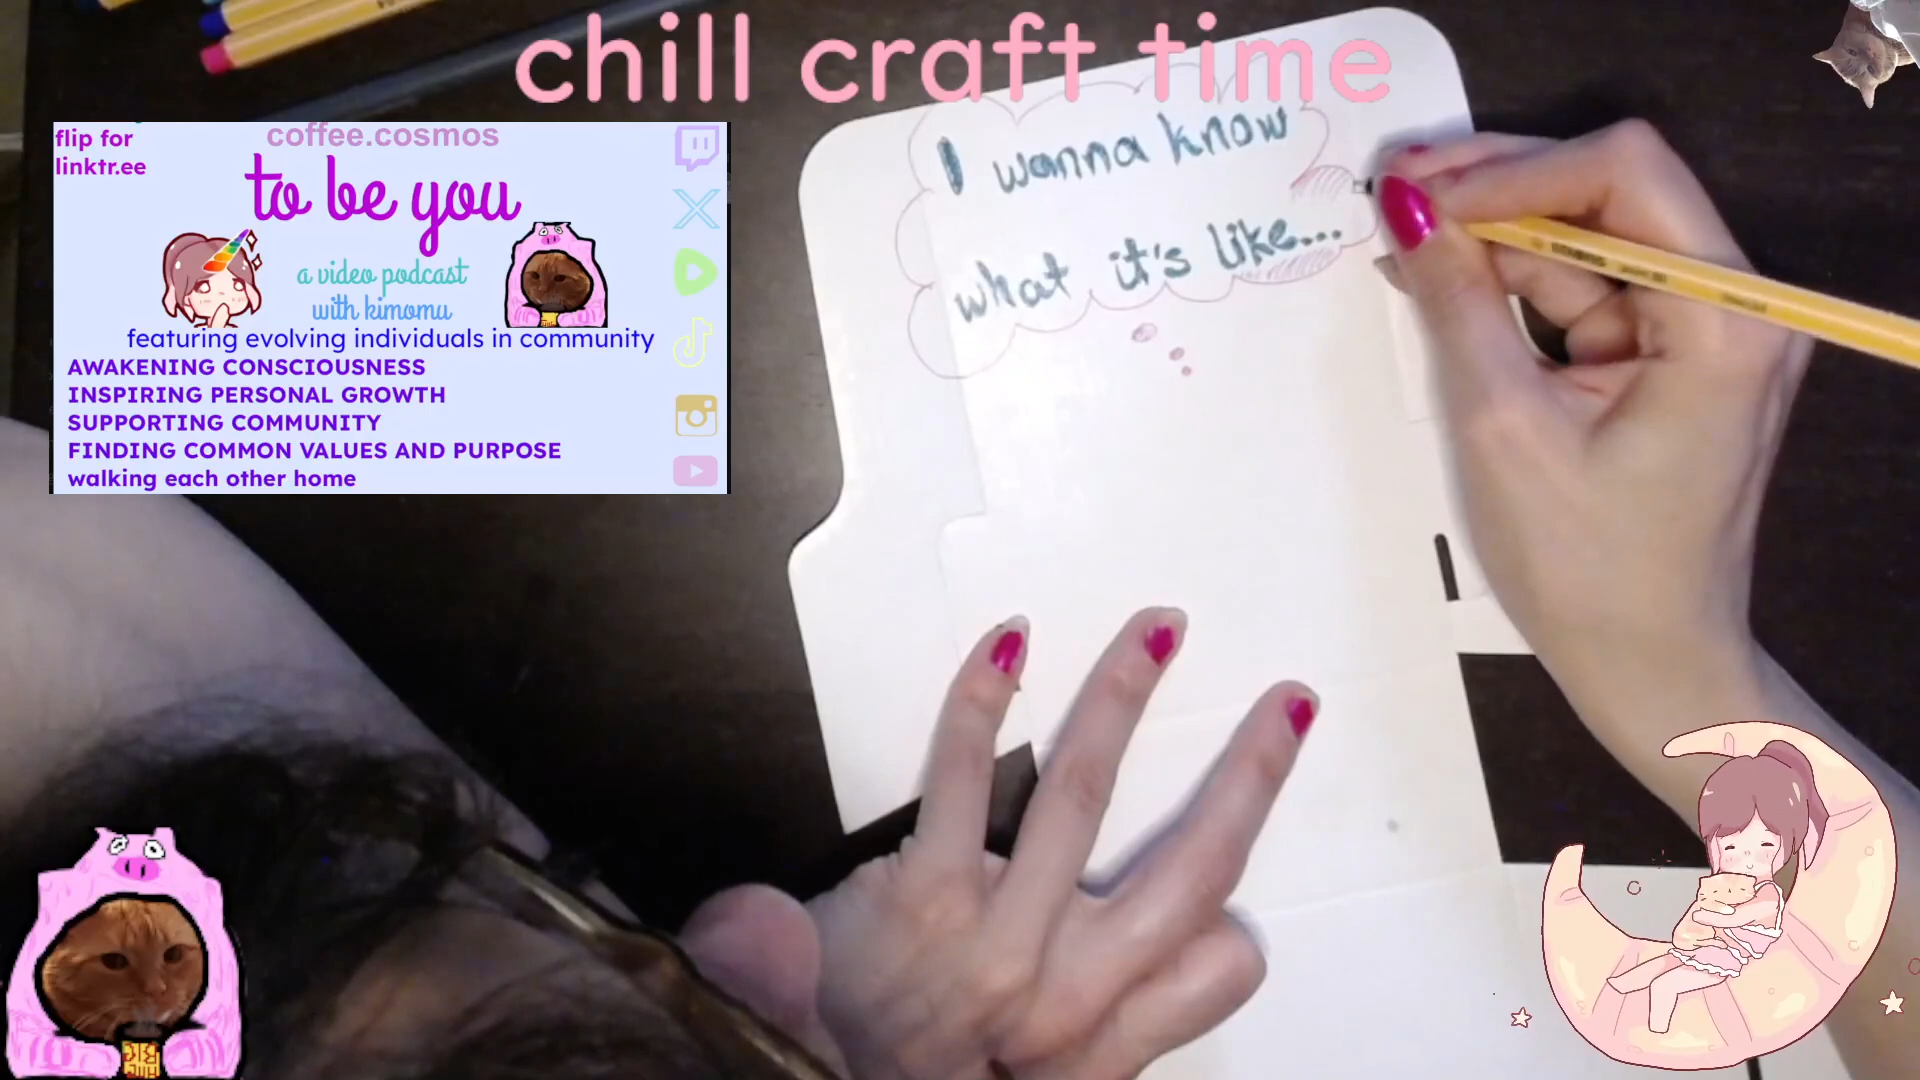 chill craft time
flip for
linktr.ee
coffee.cosmos
to be you
a video podcast
with kimomu
featuring evolving individuals in community
AWAKENING CONSCIOUSNESS
INSPIRING PERSONAL GROWTH
SUPPORTING COMMUNITY
FINDING COMMON VALUES AND PURPOSE
walking each other home
I wanna know
what it's like...